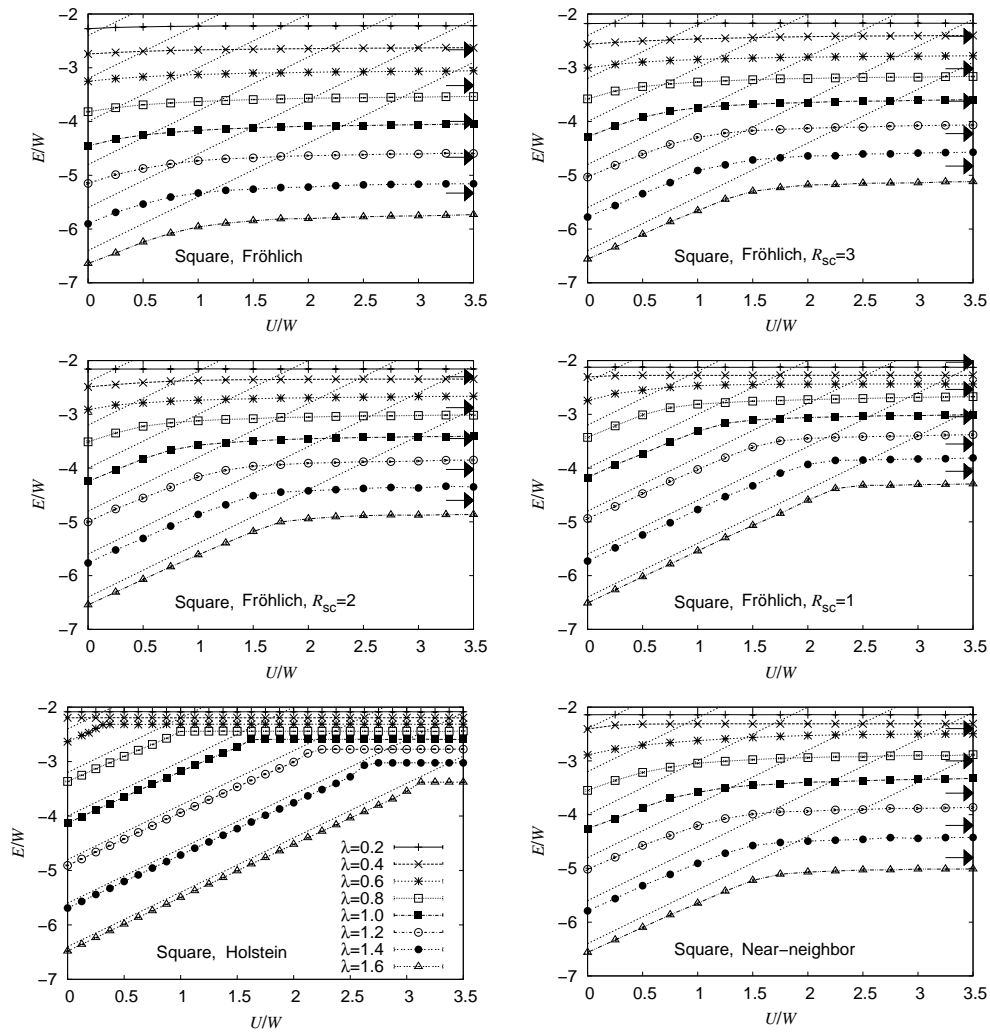 −2
−3
−4
−5
−6
−7
E/W
0 0.5 1 1.5 2 2.5 3 3.5
U/W
Square, Fröhlich
−2
−3
−4
−5
−6
−7
E/W
0 0.5 1 1.5 2 2.5 3 3.5
U/W
Square, Fröhlich, Rsc=3
−2
−3
−4
−5
−6
−7
E/W
0 0.5 1 1.5 2 2.5 3 3.5
U/W
Square, Fröhlich, Rsc=2
−2
−3
−4
−5
−6
−7
E/W
0 0.5 1 1.5 2 2.5 3 3.5
U/W
Square, Fröhlich, Rsc=1
−2
−3
−4
−5
−6
−7
E/W
0 0.5 1 1.5 2 2.5 3 3.5
U/W
Square, Holstein
λ=0.2
λ=0.4
λ=0.6
λ=0.8
λ=1.0
λ=1.2
λ=1.4
λ=1.6
−2
−3
−4
−5
−6
−7
E/W
0 0.5 1 1.5 2 2.5 3 3.5
U/W
Square, Near−neighbor